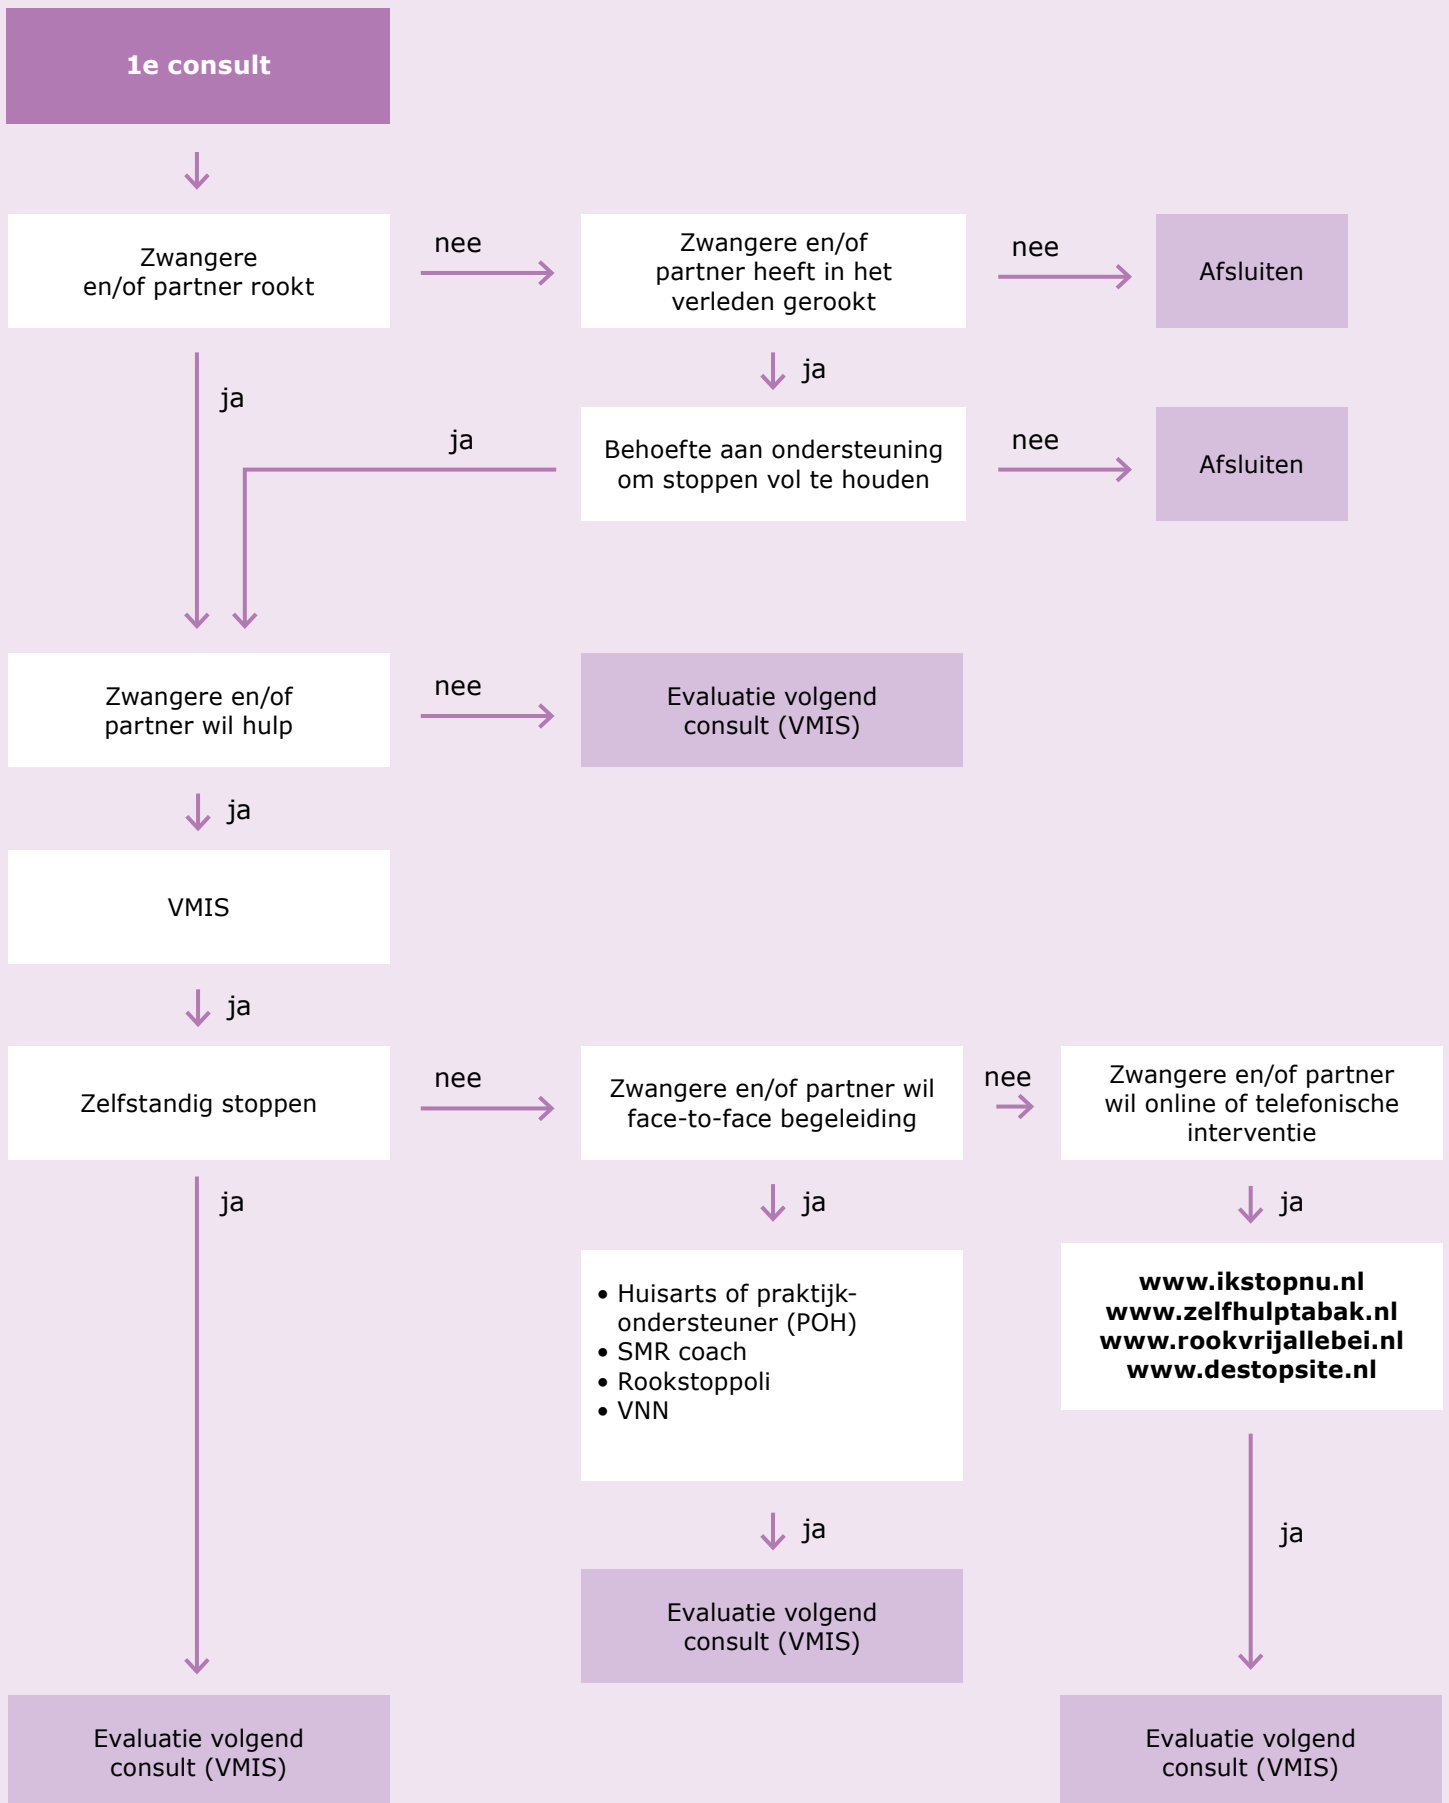 1e consult
Zwangere
en/of partner rookt
nee
Zwangere en/of
partner heeft in het
verleden gerookt
nee
Afsluiten
ja
ja
ja
Behoefte aan ondersteuning
om stoppen vol te houden
nee
Afsluiten
Zwangere en/of
partner wil hulp
nee
Evaluatie volgend
consult (VMIS)
ja
VMIS
ja
Zelfstandig stoppen
nee
Zwangere en/of partner wil
face-to-face begeleiding
nee
Zwangere en/of partner
wil online of telefonische
interventie
ja
ja
ja
• Huisarts of praktijk-
ondersteuner (POH)
• SMR coach
• Rookstoppoli
• VNN
www.ikstopnu.nl
www.zelfhulptabak.nl
www.rookvrijallebei.nl
www.destopsite.nl
ja
ja
Evaluatie volgend
consult (VMIS)
Evaluatie volgend
consult (VMIS)
Evaluatie volgend
consult (VMIS)